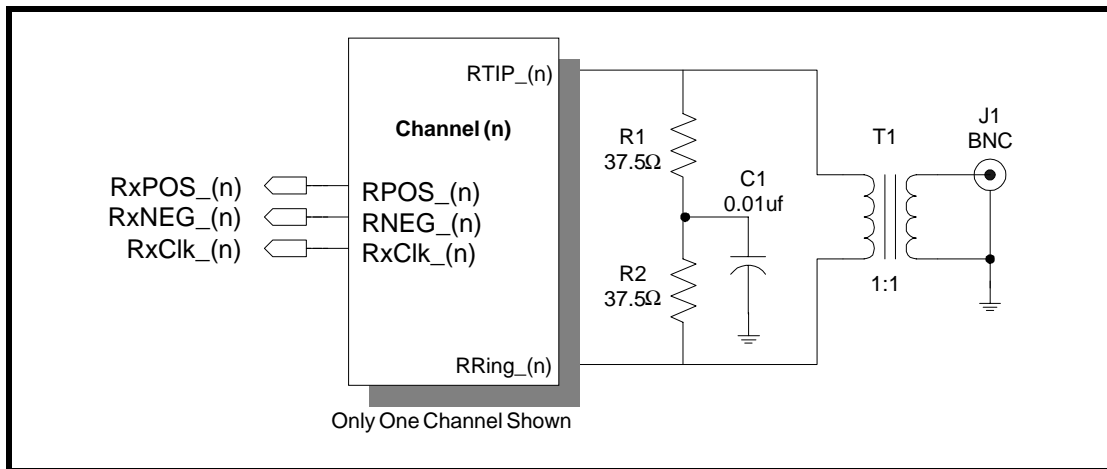 RTIP_(n)
Channel (n)
RxPOS_(n)
RxNEG_(n)
RxClk_(n)
RPOS_(n)
RNEG_(n)
RxClk_(n)
RRing_(n)
Only One Channel Shown
R1
37.5Ω
C1
0.01uf
R2
37.5Ω
T1
1:1
J1
BNC